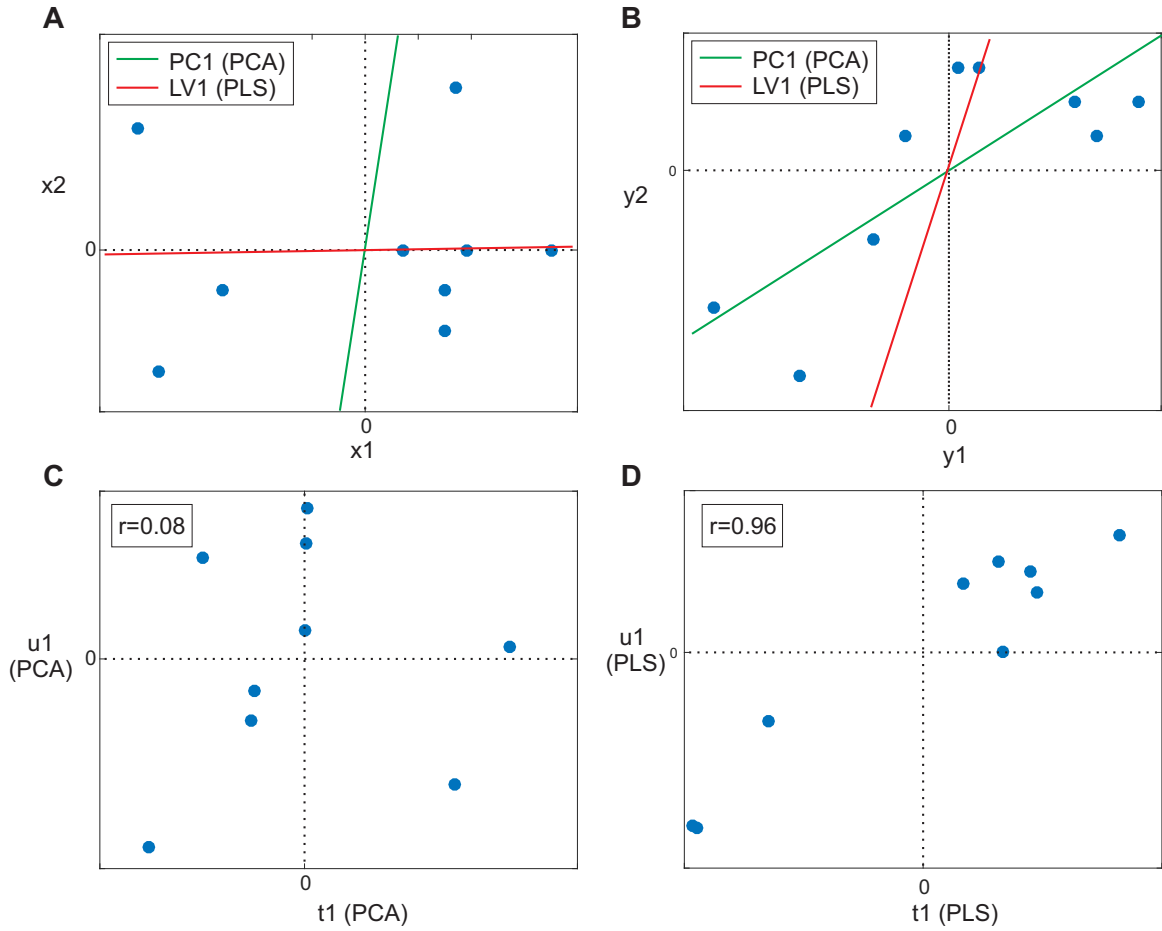 A
PC1 (PCA)
LV1 (PLS)
x2
0
0
x1
B
PC1 (PCA)
LV1 (PLS)
0
y2
0
y1
C
r=0.08
u1
(PCA)
0
0
t1 (PCA)
D
r=0.96
u1
(PLS)
0
0
t1 (PLS)